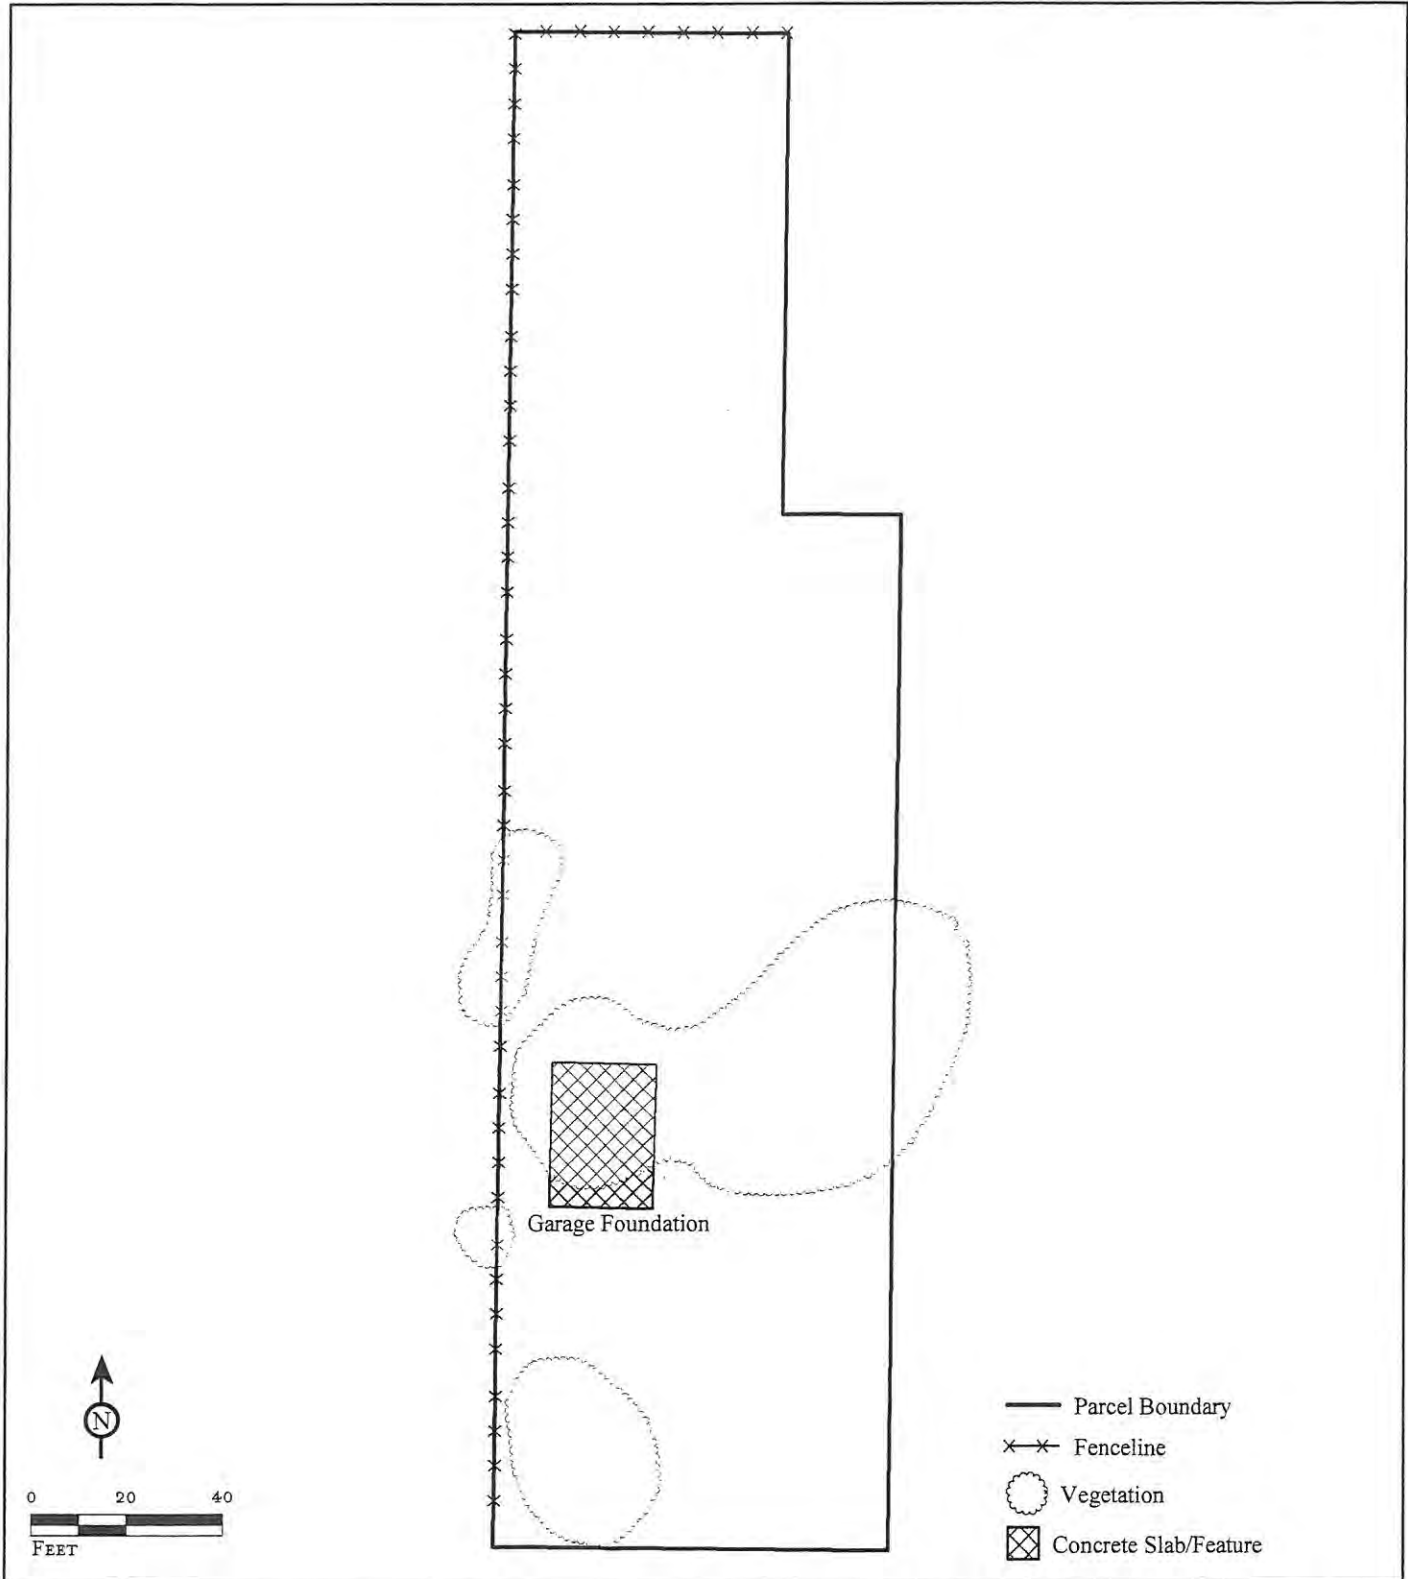 Garage Foundation
N
0 20 40
FEET
Parcel Boundary
Fenceline
Vegetation
Concrete Slab/Feature